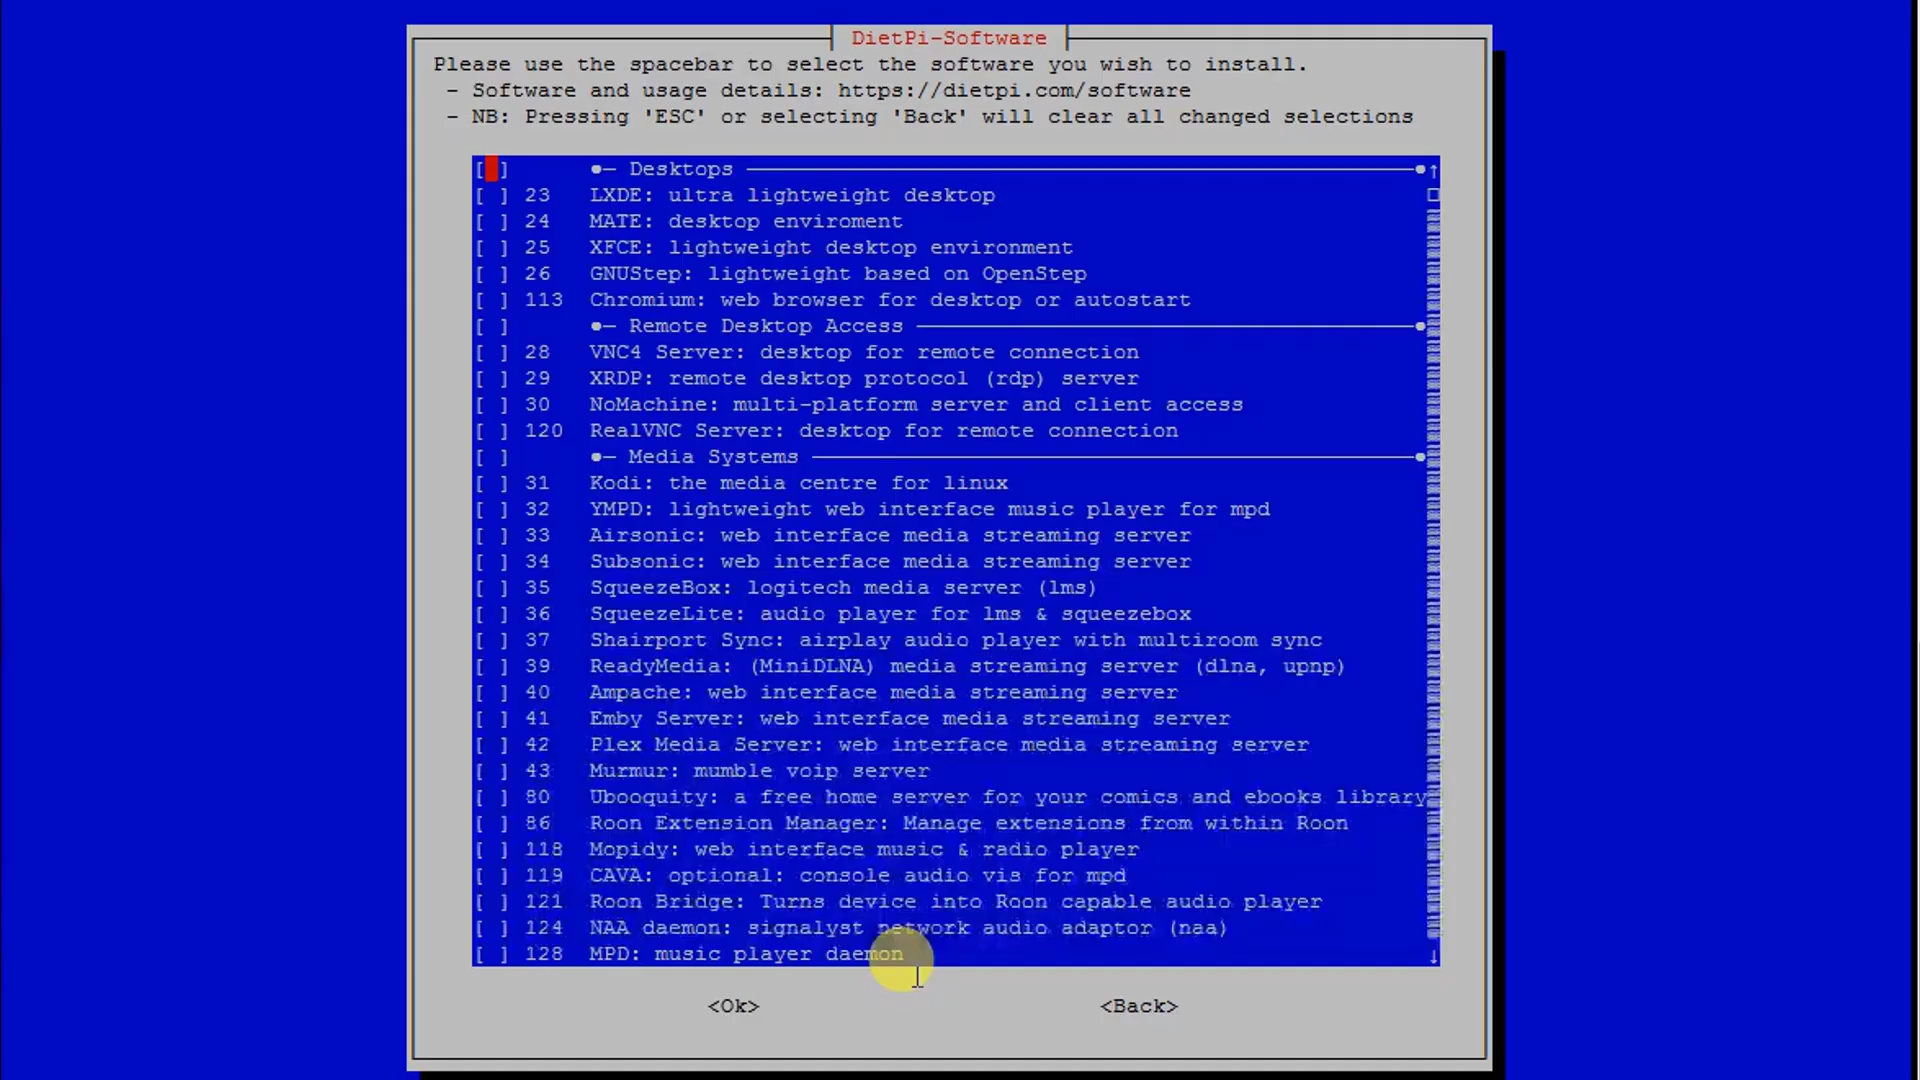 DietPi-Software
Please use the spacebar to select the software you wish to install.
- Software and usage details: https://dietpi.com/software
- NB: Pressing 'ESC' or selecting 'Back' will clear all changed selections
[ ]     ●─ Desktops ─●↑
[ ] 23 LXDE: ultra lightweight desktop
[ ] 24 MATE: desktop enviroment
[ ] 25 XFCE: lightweight desktop environment
[ ] 26 GNUStep: lightweight based on OpenStep
[ ] 113 Chromium: web browser for desktop or autostart
[ ]     ●─ Remote Desktop Access ─●
[ ] 28 VNC4 Server: desktop for remote connection
[ ] 29 XRDP: remote desktop protocol (rdp) server
[ ] 30 NoMachine: multi-platform server and client access
[ ] 120 RealVNC Server: desktop for remote connection
[ ]     ●─ Media Systems ─●
[ ] 31 Kodi: the media centre for linux
[ ] 32 YMPD: lightweight web interface music player for mpd
[ ] 33 Airsonic: web interface media streaming server
[ ] 34 Subsonic: web interface media streaming server
[ ] 35 SqueezeBox: logitech media server (lms)
[ ] 36 SqueezeLite: audio player for lms & squeezebox
[ ] 37 Shairport Sync: airplay audio player with multiroom sync
[ ] 39 ReadyMedia: (MiniDLNA) media streaming server (dlna, upnp)
[ ] 40 Ampache: web interface media streaming server
[ ] 41 Emby Server: web interface media streaming server
[ ] 42 Plex Media Server: web interface media streaming server
[ ] 43 Murmur: mumble voip server
[ ] 80 Ubooquity: a free home server for your comics and ebooks library
[ ] 86 Roon Extension Manager: Manage extensions from within Roon
[ ] 118 Mopidy: web interface music & radio player
[ ] 119 CAVA: optional: console audio vis for mpd
[ ] 121 Roon Bridge: Turns device into Roon capable audio player
[ ] 124 NAA daemon: signalyst network audio adaptor (naa)
[ ] 128 MPD: music player daemon ↓
<Ok> <Back>